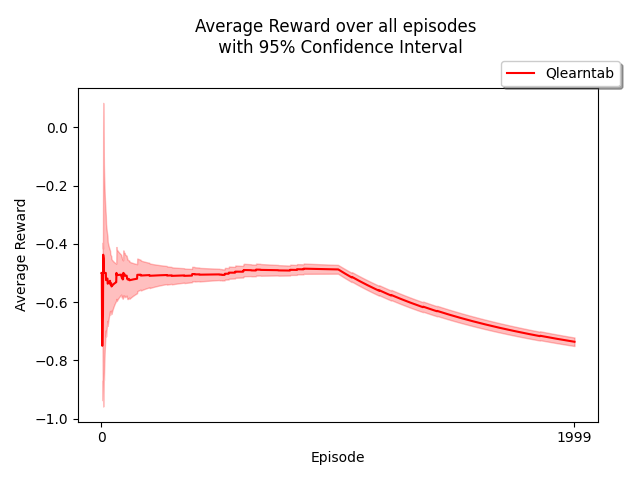 Average Reward over all episodes
with 95% Confidence Interval
Qlearntab
0.0
−0.2
−0.4
−0.6
−0.8
−1.0
Average Reward
0
1999
Episode